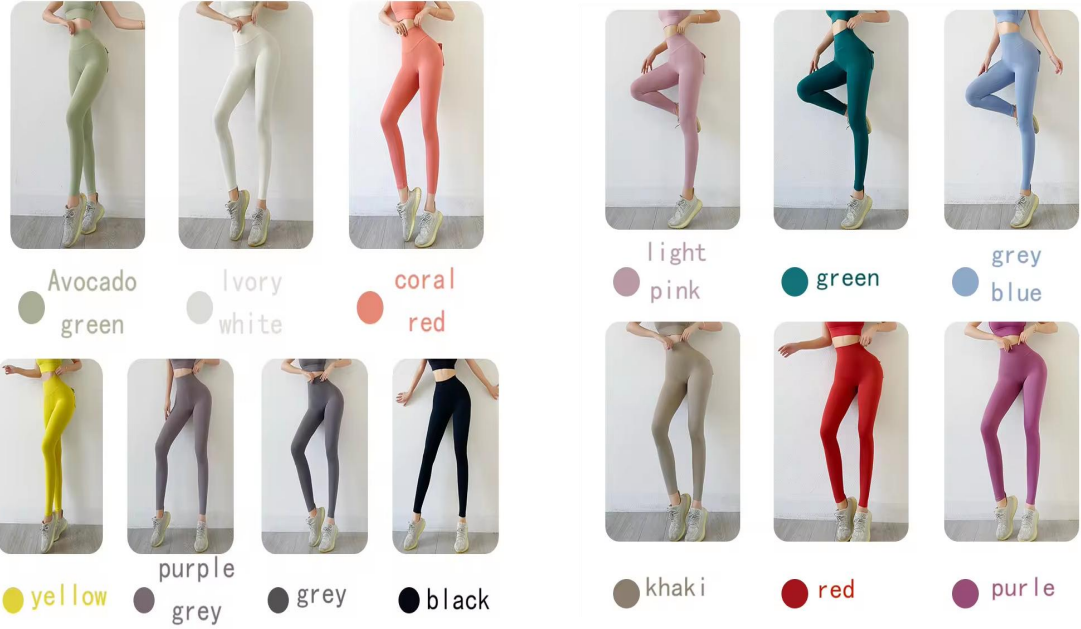 Avocado
green
Ivory
white
coral
red
light
pink
green
grey
blue
yellow
purple
grey
grey
black
khaki
red
purle